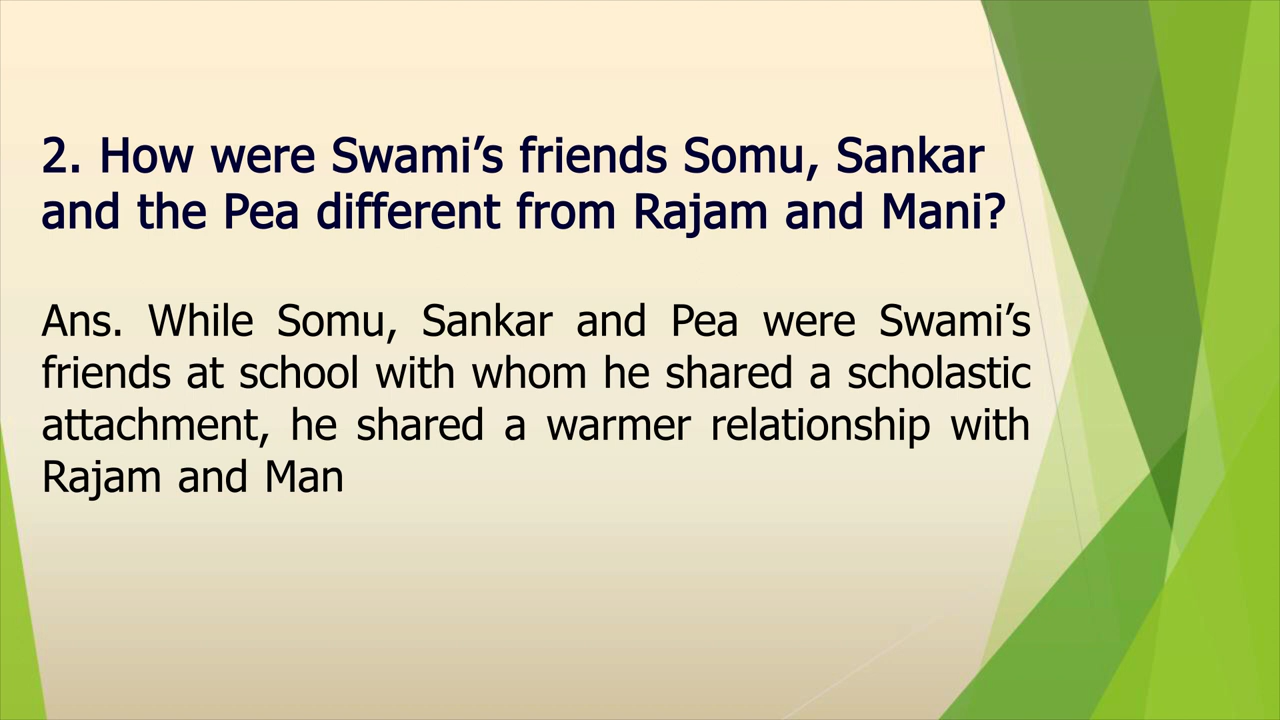 2. How were Swami’s friends Somu, Sankar
and the Pea different from Rajam and Mani?
Ans. While Somu, Sankar and Pea were Swami’s
friends at school with whom he shared a scholastic
attachment, he shared a warmer relationship with
Rajam and Man